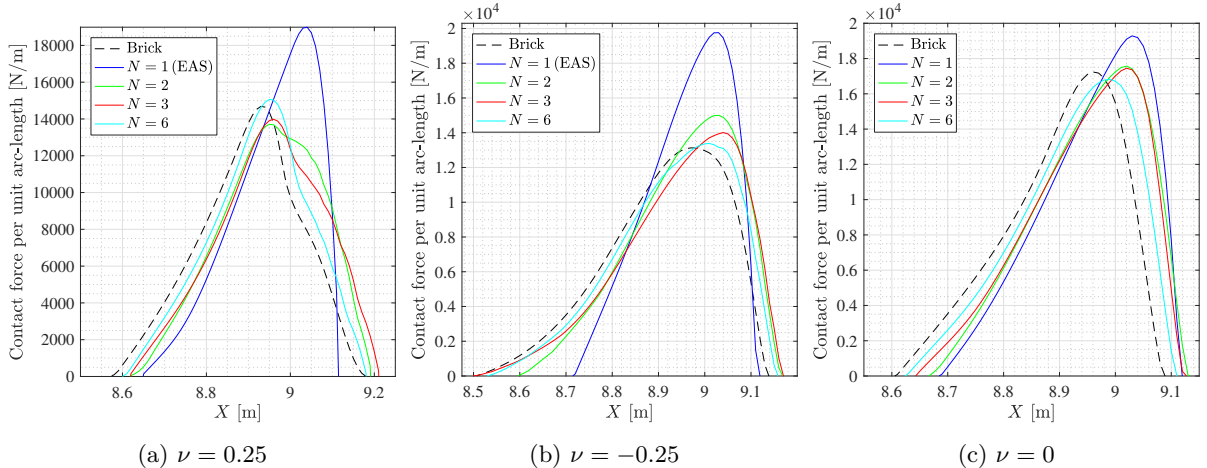 Contact force per unit arc-length [N/m]
18000
16000
14000
12000
10000
8000
6000
4000
2000
0
Brick
N = 1 (EAS)
N = 2
N = 3
N = 6
8.6 8.8 9 9.2
X [m]
(a) ν = 0.25
×10⁴
Contact force per unit arc-length [N/m]
2
1.8
1.6
1.4
1.2
1
0.8
0.6
0.4
0.2
0
Brick
N = 1 (EAS)
N = 2
N = 3
N = 6
8.5 8.6 8.7 8.8 8.9 9 9.1
X [m]
(b) ν = −0.25
×10⁴
Contact force per unit arc-length [N/m]
2
1.8
1.6
1.4
1.2
1
0.8
0.6
0.4
0.2
0
Brick
N = 1
N = 2
N = 3
N = 6
8.6 8.7 8.8 8.9 9 9.1
X [m]
(c) ν = 0